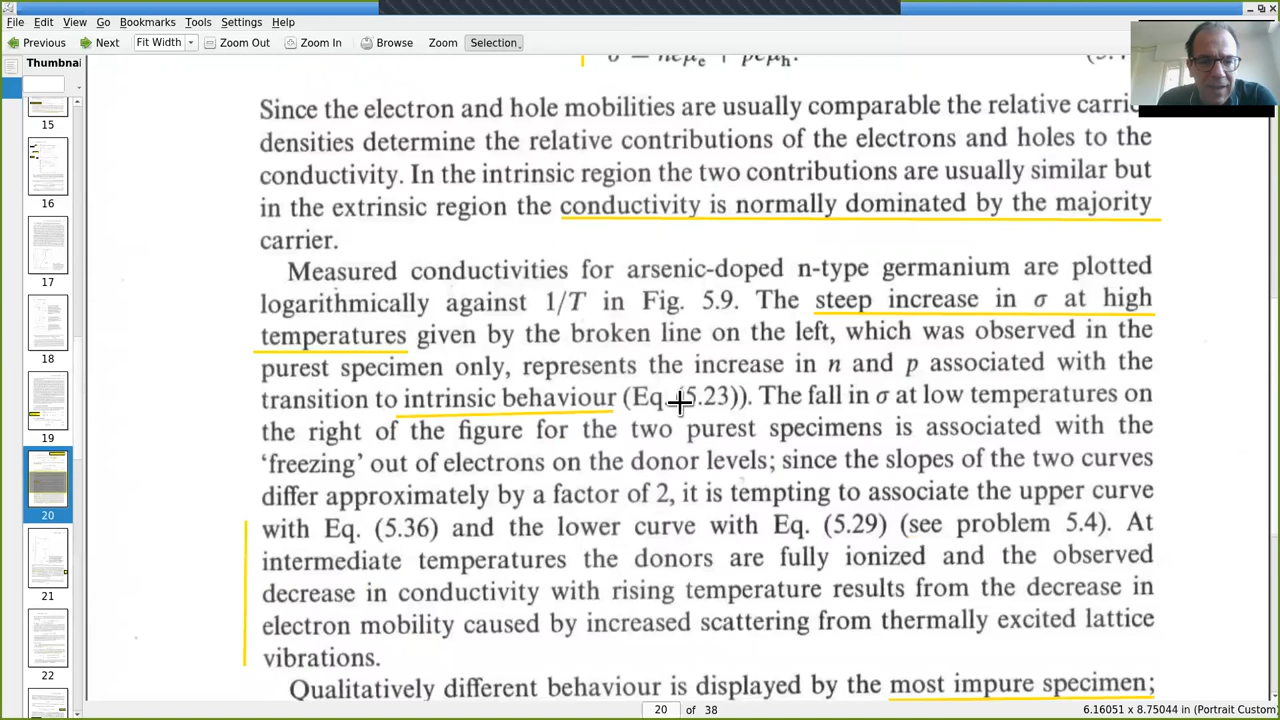 File Edit View Go Bookmarks Tools Settings Help
Previous Next Fit Width Zoom Out Zoom In Browse Zoom Selection
Thumbnai
15
16
17
18
19
20
21
22
Since the electron and hole mobilities are usually comparable the relative carri
densities determine the relative contributions of the electrons and holes to the
conductivity. In the intrinsic region the two contributions are usually similar but
in the extrinsic region the conductivity is normally dominated by the majority
carrier.
Measured conductivities for arsenic-doped n-type germanium are plotted
logarithmically against 1/T in Fig. 5.9. The steep increase in σ at high
temperatures given by the broken line on the left, which was observed in the
purest specimen only, represents the increase in n and p associated with the
transition to intrinsic behaviour (Eq. (5.23)). The fall in σ at low temperatures on
the right of the figure for the two purest specimens is associated with the
‘freezing’ out of electrons on the donor levels; since the slopes of the two curves
differ approximately by a factor of 2, it is tempting to associate the upper curve
with Eq. (5.36) and the lower curve with Eq. (5.29) (see problem 5.4). At
intermediate temperatures the donors are fully ionized and the observed
decrease in conductivity with rising temperature results from the decrease in
electron mobility caused by increased scattering from thermally excited lattice
vibrations.
Qualitatively different behaviour is displayed by the most impure specimen;
20 of 38
6.16051 x 8.75044 in (Portrait Custom)